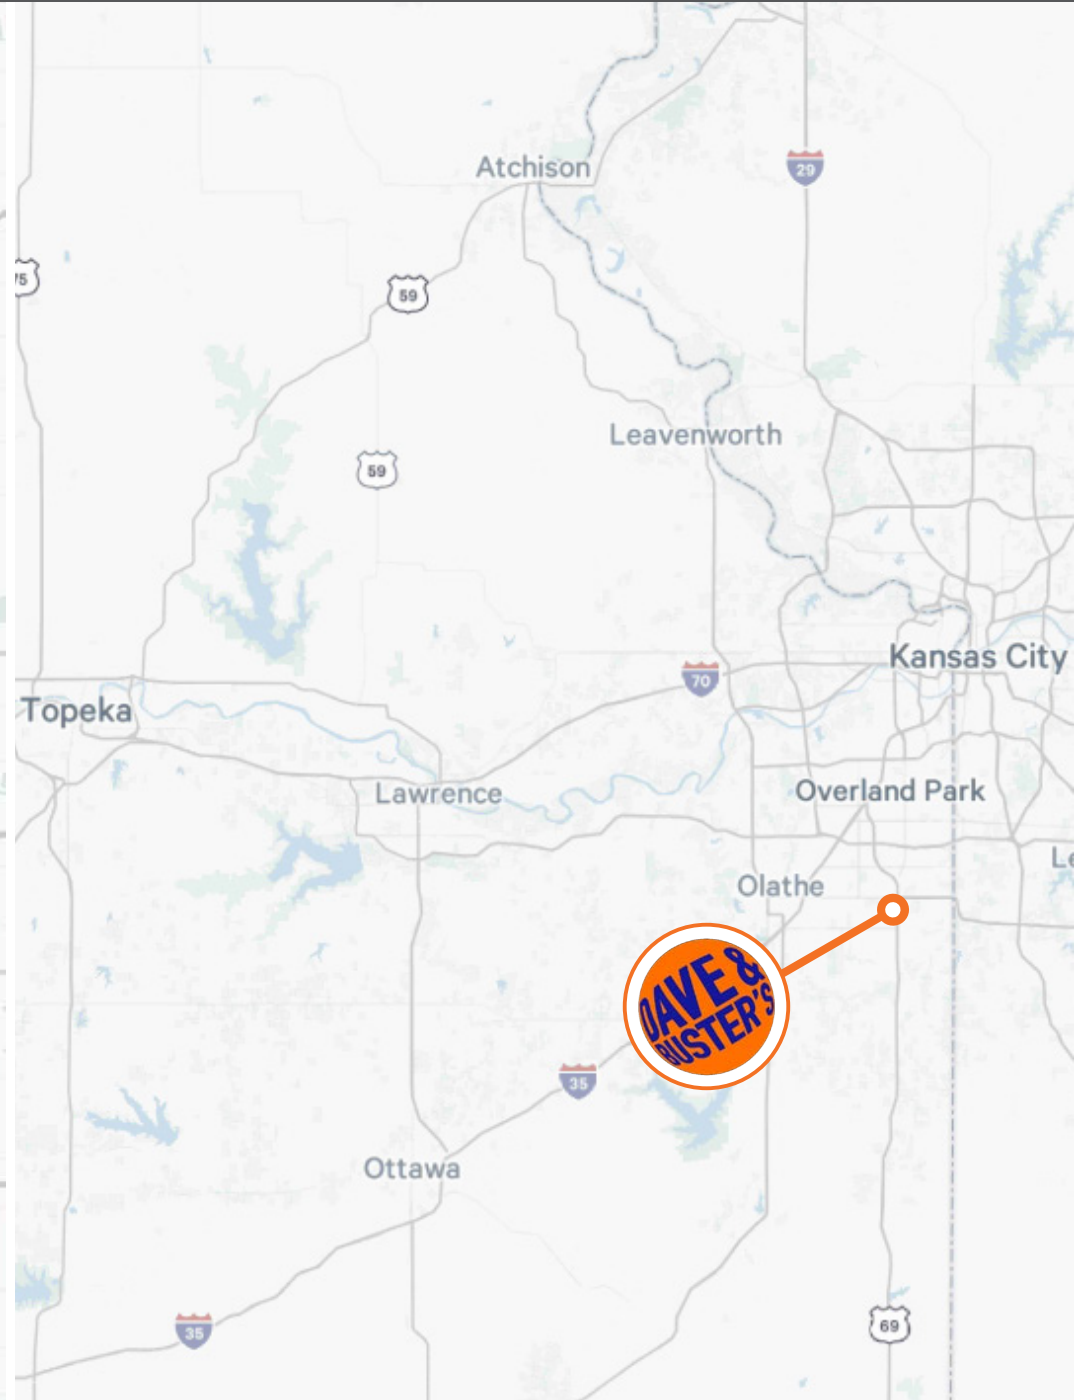 Atchison
29
75
59
Leavenworth
59
Kansas City
70
Topeka
Lawrence
Overland Park
Le
Olathe
DAVE &
BUSTER'S
35
Ottawa
69
35